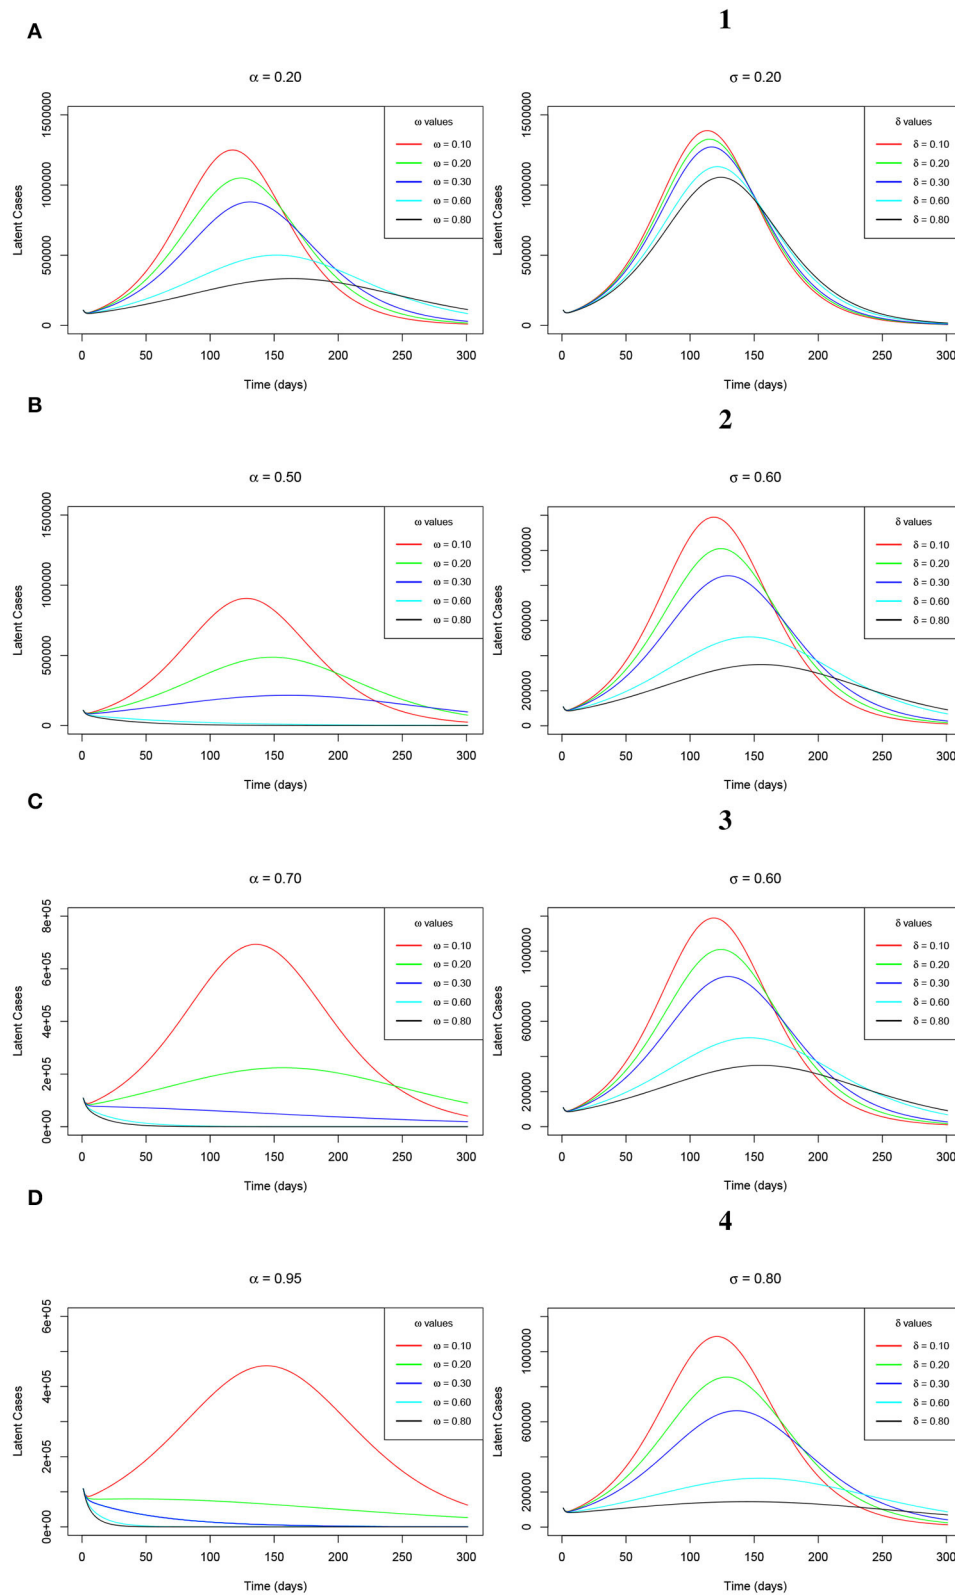 A
1
α = 0.20
Latent Cases
0
500000
1000000
1500000
0 50 100 150 200 250 300
Time (days)
ω values
ω = 0.10
ω = 0.20
ω = 0.30
ω = 0.60
ω = 0.80
σ = 0.20
Latent Cases
0
500000
1000000
1500000
0 50 100 150 200 250 300
Time (days)
δ values
δ = 0.10
δ = 0.20
δ = 0.30
δ = 0.60
δ = 0.80
B
2
α = 0.50
Latent Cases
0
500000
1000000
1500000
0 50 100 150 200 250 300
Time (days)
ω values
ω = 0.10
ω = 0.20
ω = 0.30
ω = 0.60
ω = 0.80
σ = 0.60
Latent Cases
0
200000
600000
1000000
0 50 100 150 200 250 300
Time (days)
δ values
δ = 0.10
δ = 0.20
δ = 0.30
δ = 0.60
δ = 0.80
C
3
α = 0.70
Latent Cases
0e+00
2e+05
4e+05
6e+05
8e+05
0 50 100 150 200 250 300
Time (days)
ω values
ω = 0.10
ω = 0.20
ω = 0.30
ω = 0.60
ω = 0.80
σ = 0.60
Latent Cases
0
200000
600000
1000000
0 50 100 150 200 250 300
Time (days)
δ values
δ = 0.10
δ = 0.20
δ = 0.30
δ = 0.60
δ = 0.80
D
4
α = 0.95
Latent Cases
0e+00
2e+05
4e+05
6e+05
0 50 100 150 200 250 300
Time (days)
ω values
ω = 0.10
ω = 0.20
ω = 0.30
ω = 0.60
ω = 0.80
σ = 0.80
Latent Cases
0
200000
600000
1000000
0 50 100 150 200 250 300
Time (days)
δ values
δ = 0.10
δ = 0.20
δ = 0.30
δ = 0.60
δ = 0.80